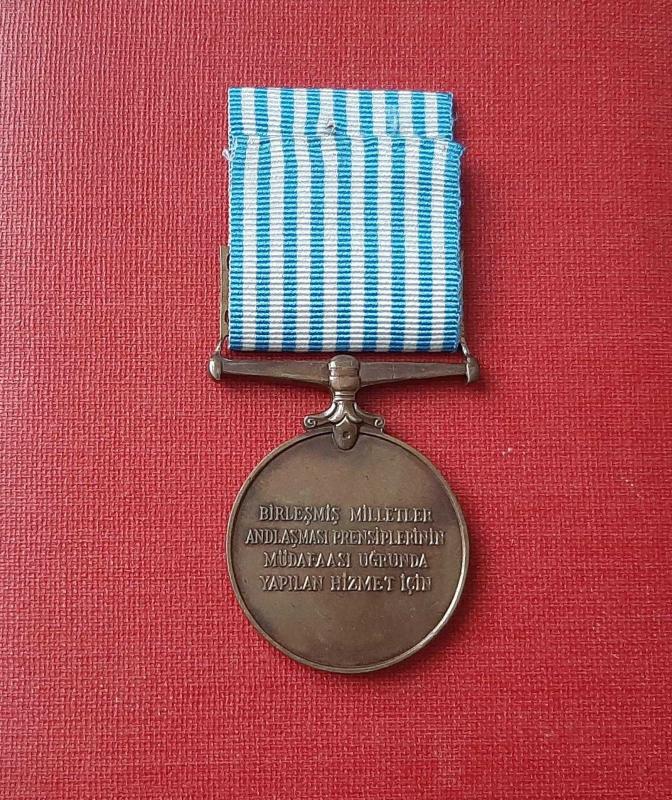 BİRLEŞMİŞ MİLLETLER
ANDLAŞMASI PRENSİPLERİNİN
MÜDAFAASI UĞRUNDA
YAPILAN HİZMET İÇİN